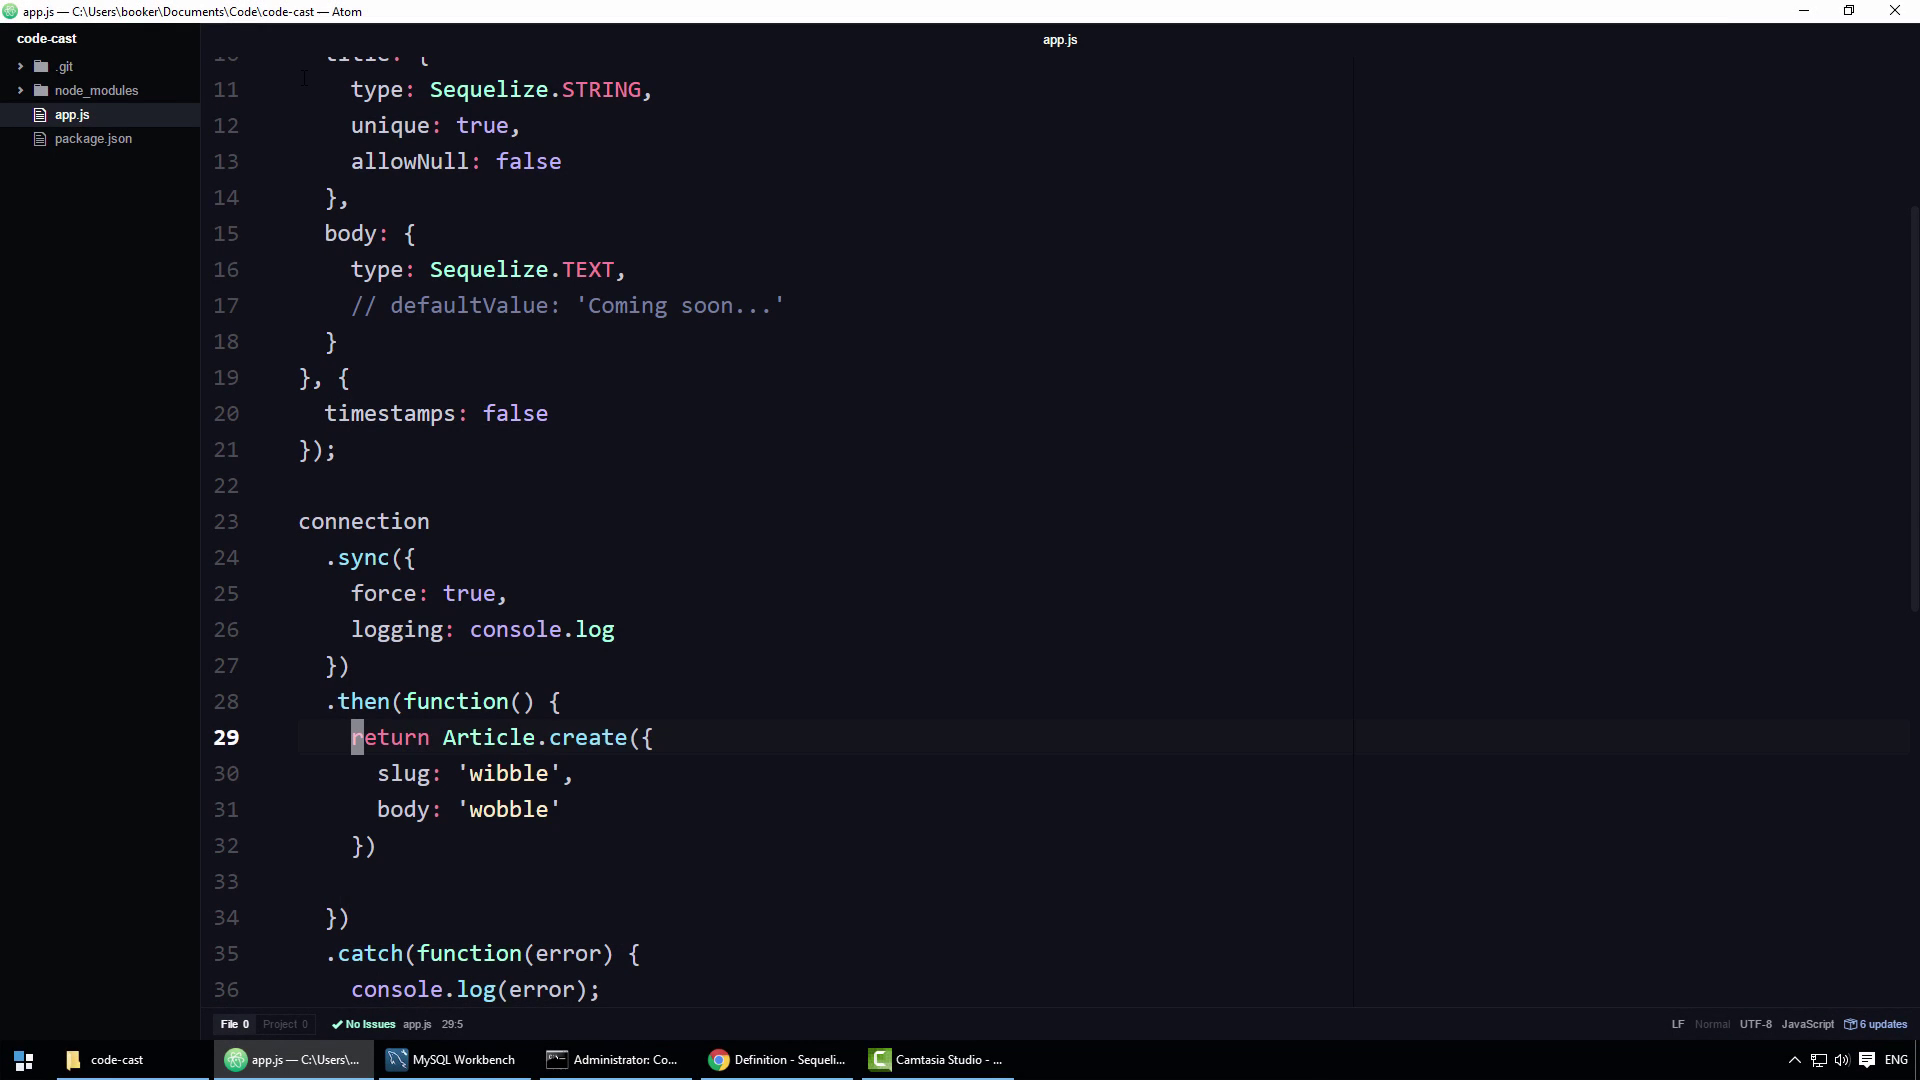 app.js — C:\Users\booker\Documents\Code\code-cast — Atom
code-cast
.git
node_modules
app.js
package.json
app.js
10 title: {
11 type: Sequelize.STRING,
12 unique: true,
13 allowNull: false
14 },
15 body: {
16 type: Sequelize.TEXT,
17 // defaultValue: 'Coming soon...'
18 }
19 }, {
20 timestamps: false
21 });
22
23 connection
24 .sync({
25 force: true,
26 logging: console.log
27 })
28 .then(function() {
29 return Article.create({
30 slug: 'wibble',
31 body: 'wobble'
32 })
33
34 })
35 .catch(function(error) {
36 console.log(error);
File 0 Project 0 No Issues app.js 29:5 LF Normal UTF-8 JavaScript 6 updates
code-cast app.js — C:\Users\... MySQL Workbench Administrator: Co... Definition - Sequeli... Camtasia Studio - ... ENG